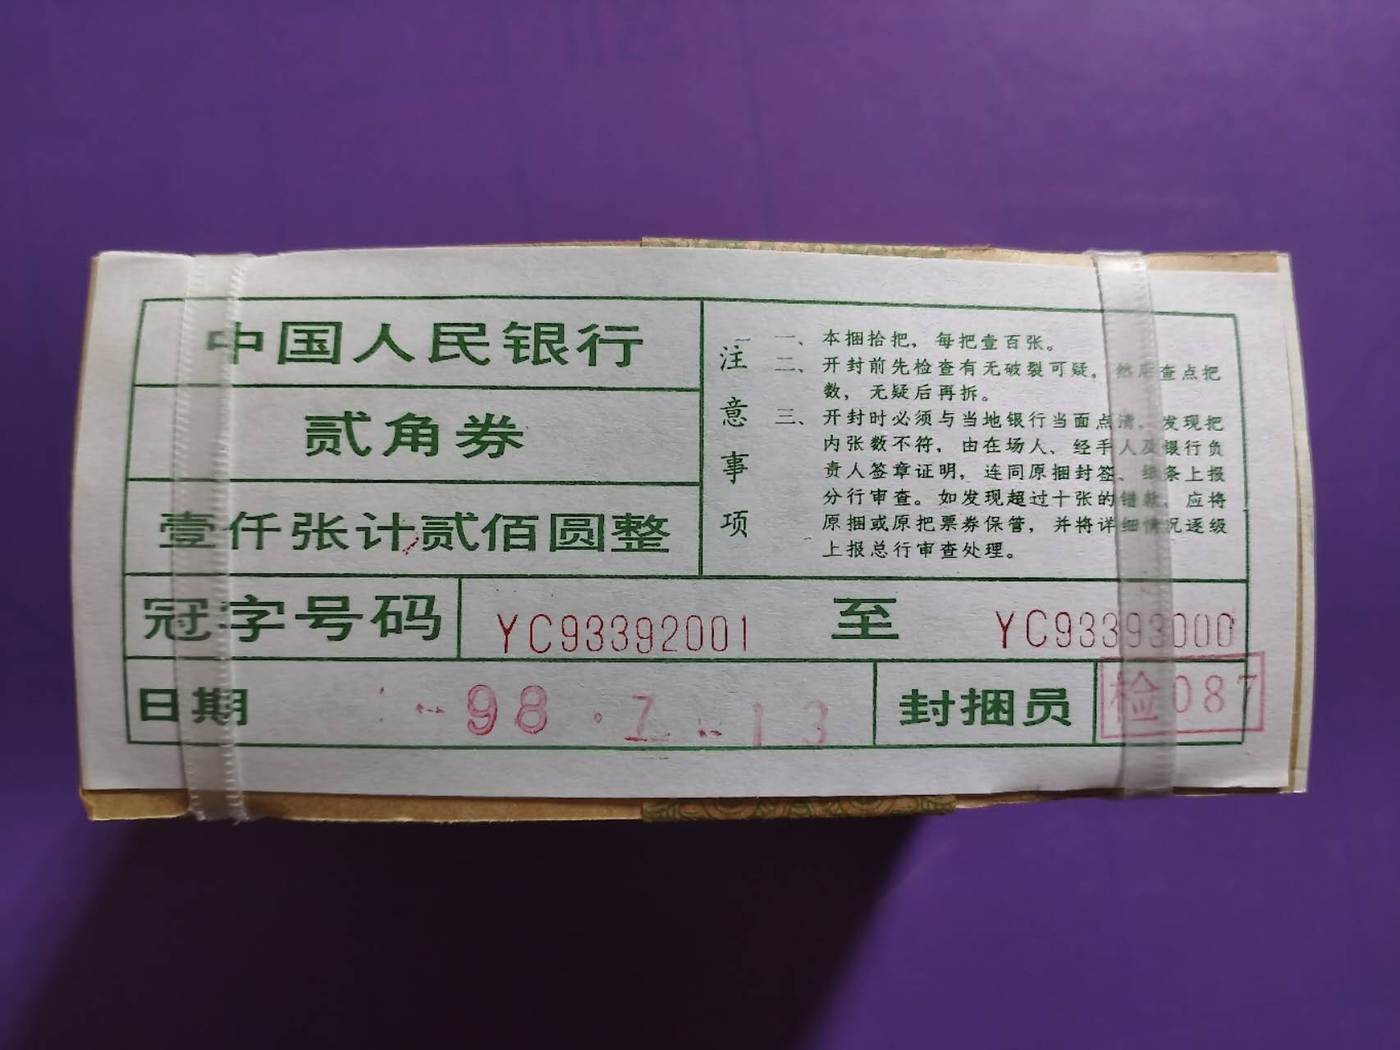 中国人民银行
贰角券
壹仟张计贰佰圆整
注意事项
一、本捆拾把，每把壹百张。
二、开封前先检查有无破裂可疑，然后查点把
数，无疑后再拆。
三、开封时必须与当地银行当面点清。发现把
内张数不符，由在场人、经手人及银行负
责人签章证明，连同原捆封签、纸条上报
分行审查。如发现超过十张的错款，应将
原捆或原把票券保管，并将详细情况逐级
上报总行审查处理。
冠字号码 YC93392001 至 YC93393000
日期 98.7.13 封捆员 检087